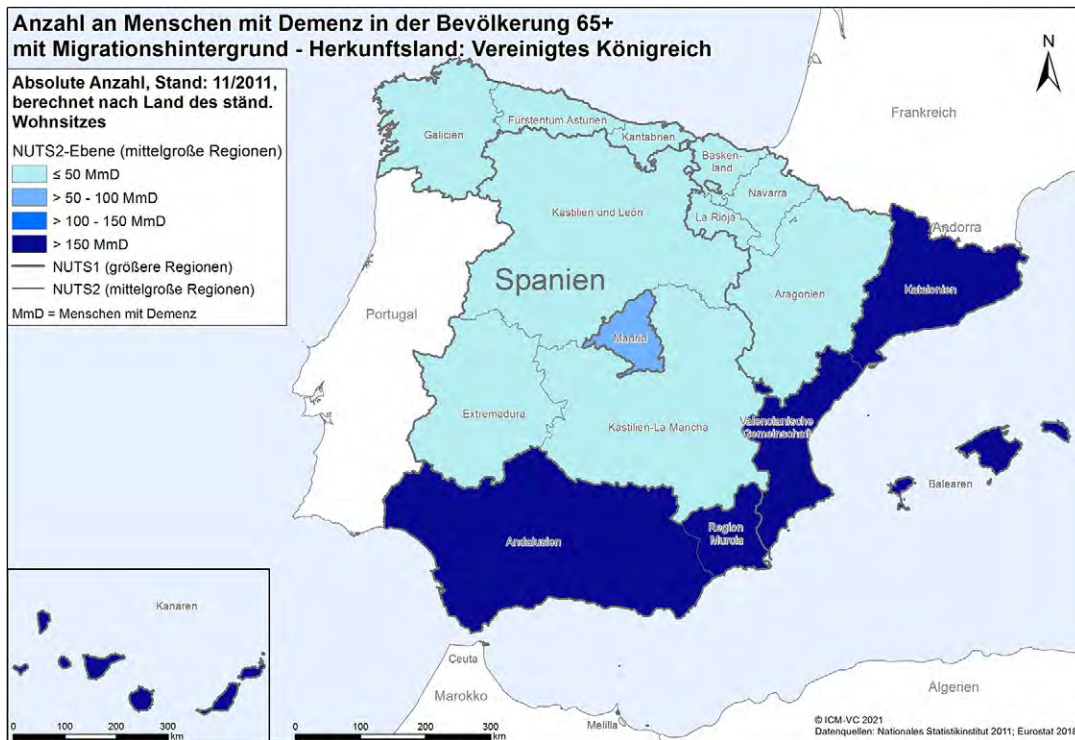 Anzahl an Menschen mit Demenz in der Bevölkerung 65+
mit Migrationshintergrund - Herkunftsland: Vereinigtes Königreich
Absolute Anzahl, Stand: 11/2011,
berechnet nach Land des ständ.
Wohnsitzes
NUTS2-Ebene (mittelgroße Regionen)
≤ 50 MmD
> 50 - 100 MmD
> 100 - 150 MmD
> 150 MmD
NUTS1 (größere Regionen)
NUTS2 (mittelgroße Regionen)
MmD = Menschen mit Demenz
N
Frankreich
Galicien
Fürstentum Asturien
Kantabrien
Basken-
land
Navarra
La Rioja
Kastilien und León
Andorra
Katalonien
Spanien
Aragonien
Portugal
Madrid
Extremadura
Kastilien-La Mancha
Valencianische
Gemeinschaft
Balearen
Andalusien
Region
Murcia
Kanaren
Ceuta
Marokko
Melilla
Algerien
0 100 200 300
km
0 100 200 300
km
© ICM-VC 2021
Datenquellen: Nationales Statistikinstitut 2011; Eurostat 2018